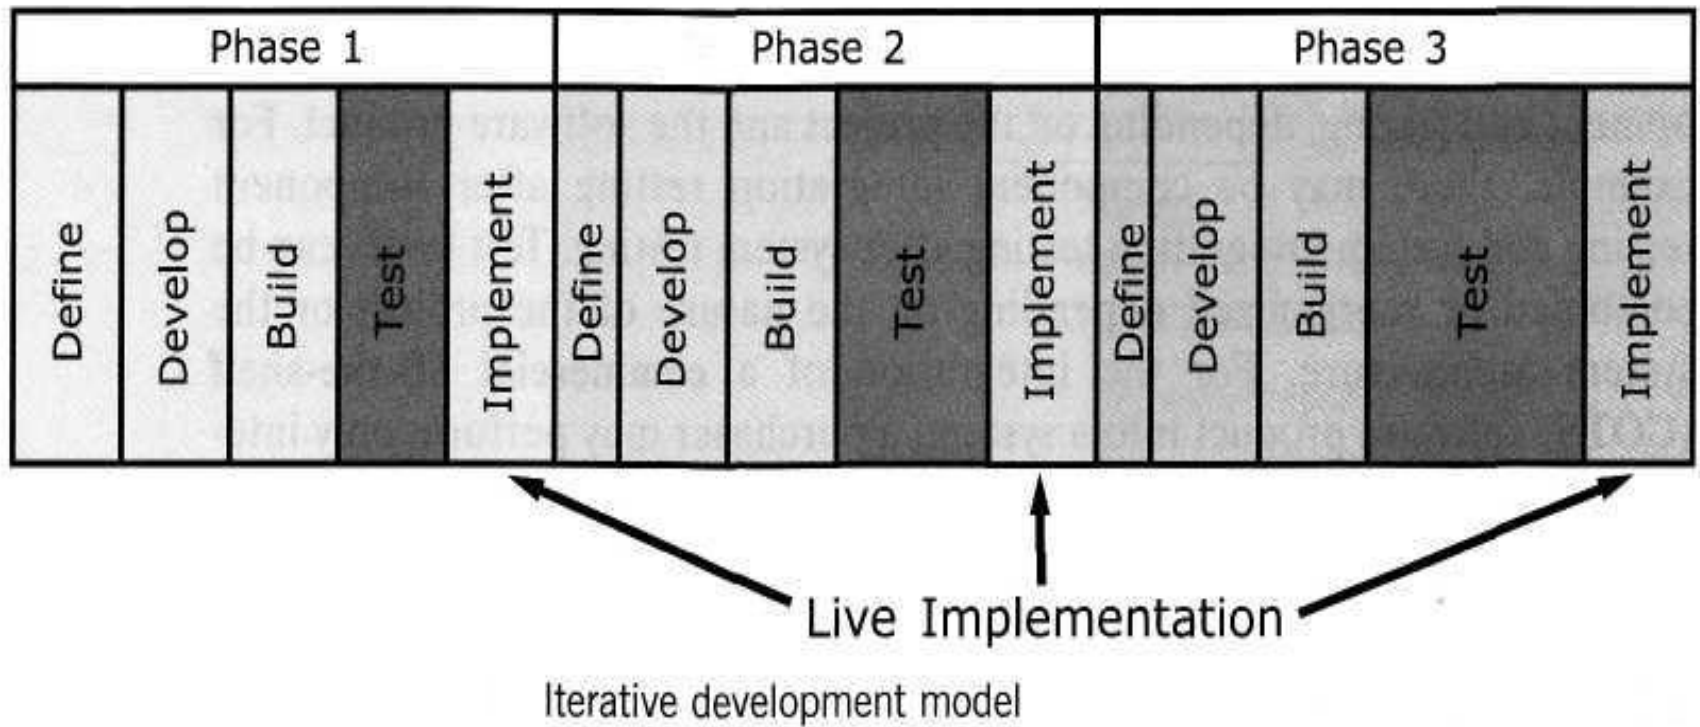 Phase 1
Phase 2
Phase 3
Define
Develop
Build
Test
Implement
Define
Develop
Build
Test
Implement
Define
Develop
Build
Test
Implement
Live Implementation
Iterative development model